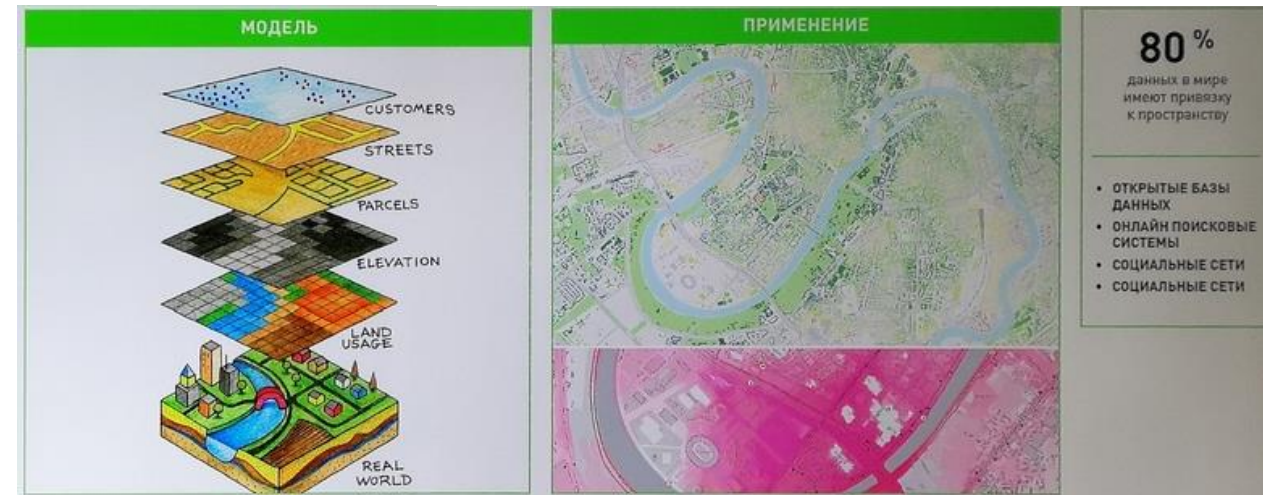 МОДЕЛЬ
CUSTOMERS
STREETS
PARCELS
ELEVATION
LAND
USAGE
REAL
WORLD
ПРИМЕНЕНИЕ
80 %
данных в мире
имеют привязку
к пространству
• ОТКРЫТЫЕ БАЗЫ
ДАННЫХ
• ОНЛАЙН ПОИСКОВЫЕ
СИСТЕМЫ
• СОЦИАЛЬНЫЕ СЕТИ
• СОЦИАЛЬНЫЕ СЕТИ